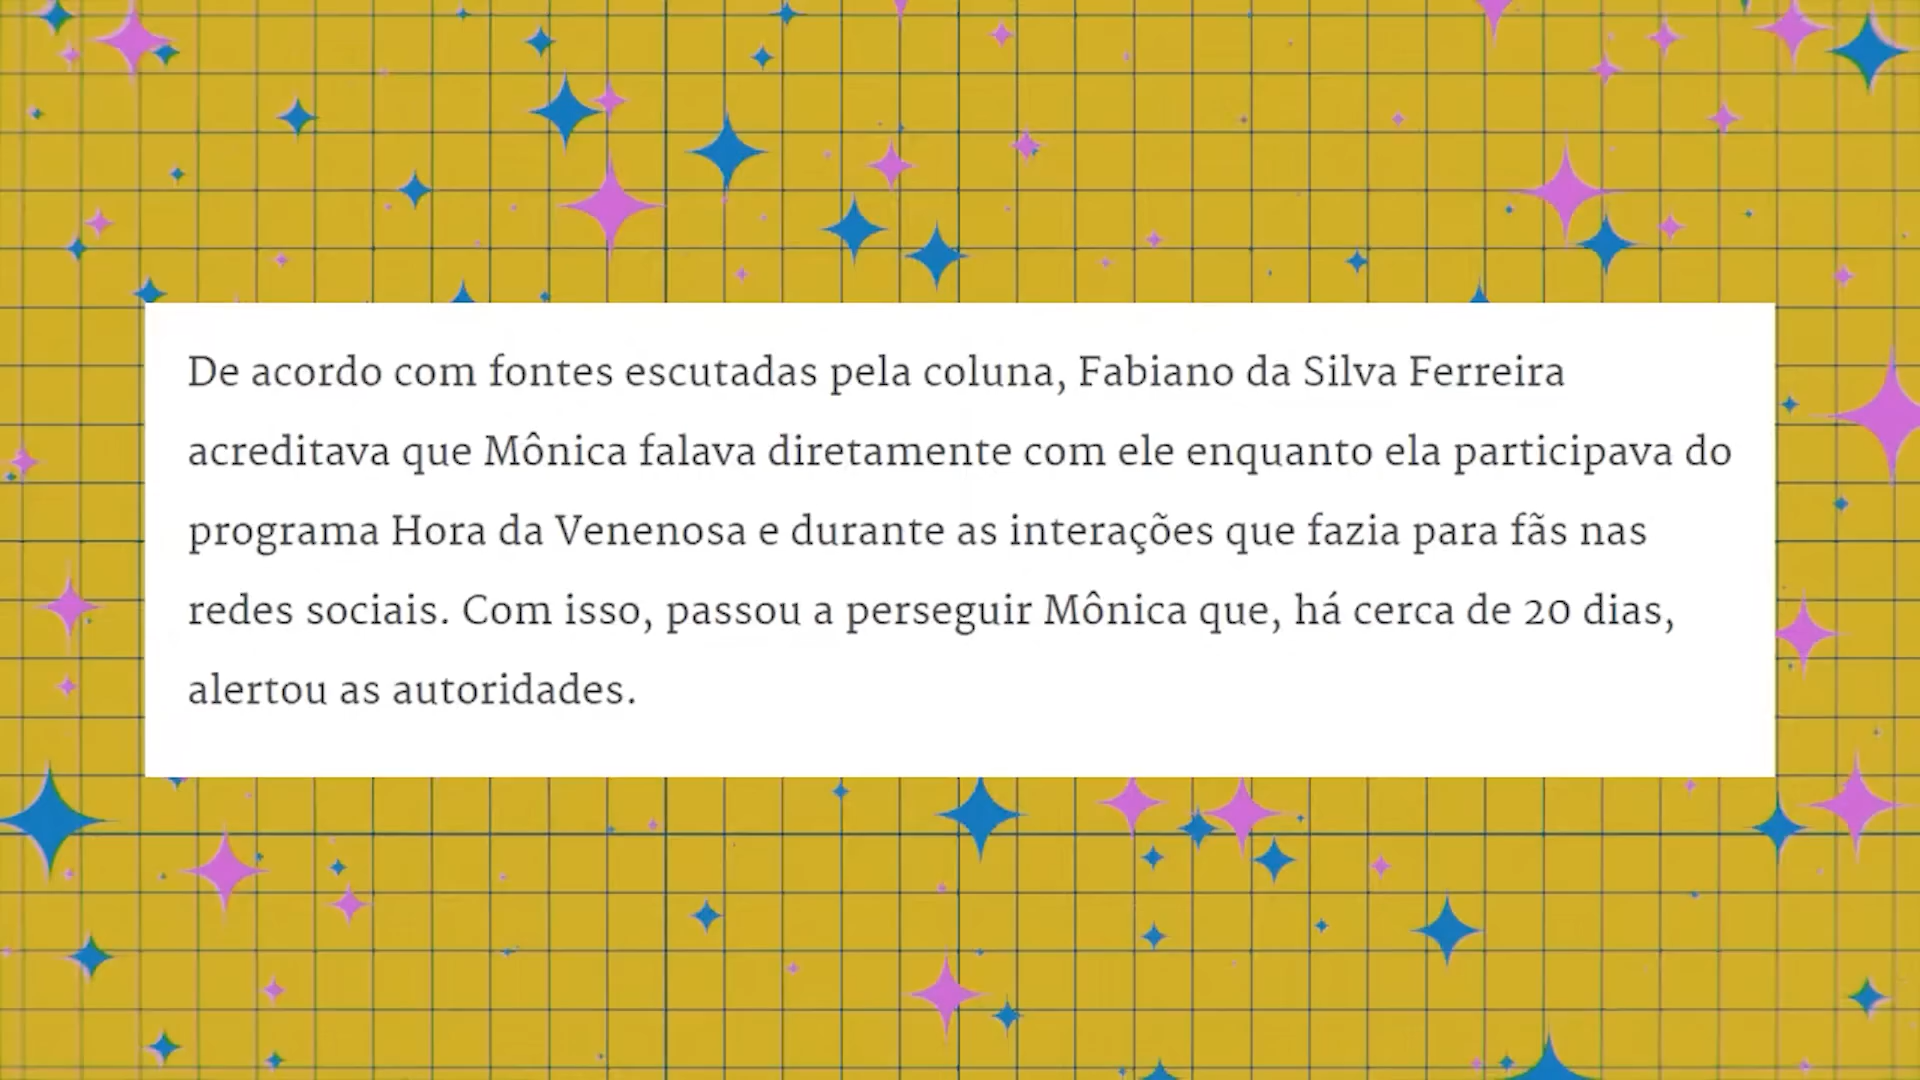 De acordo com fontes escutadas pela coluna, Fabiano da Silva Ferreira
acreditava que Mônica falava diretamente com ele enquanto ela participava do
programa Hora da Venenosa e durante as interações que fazia para fãs nas
redes sociais. Com isso, passou a perseguir Mônica que, há cerca de 20 dias,
alertou as autoridades.